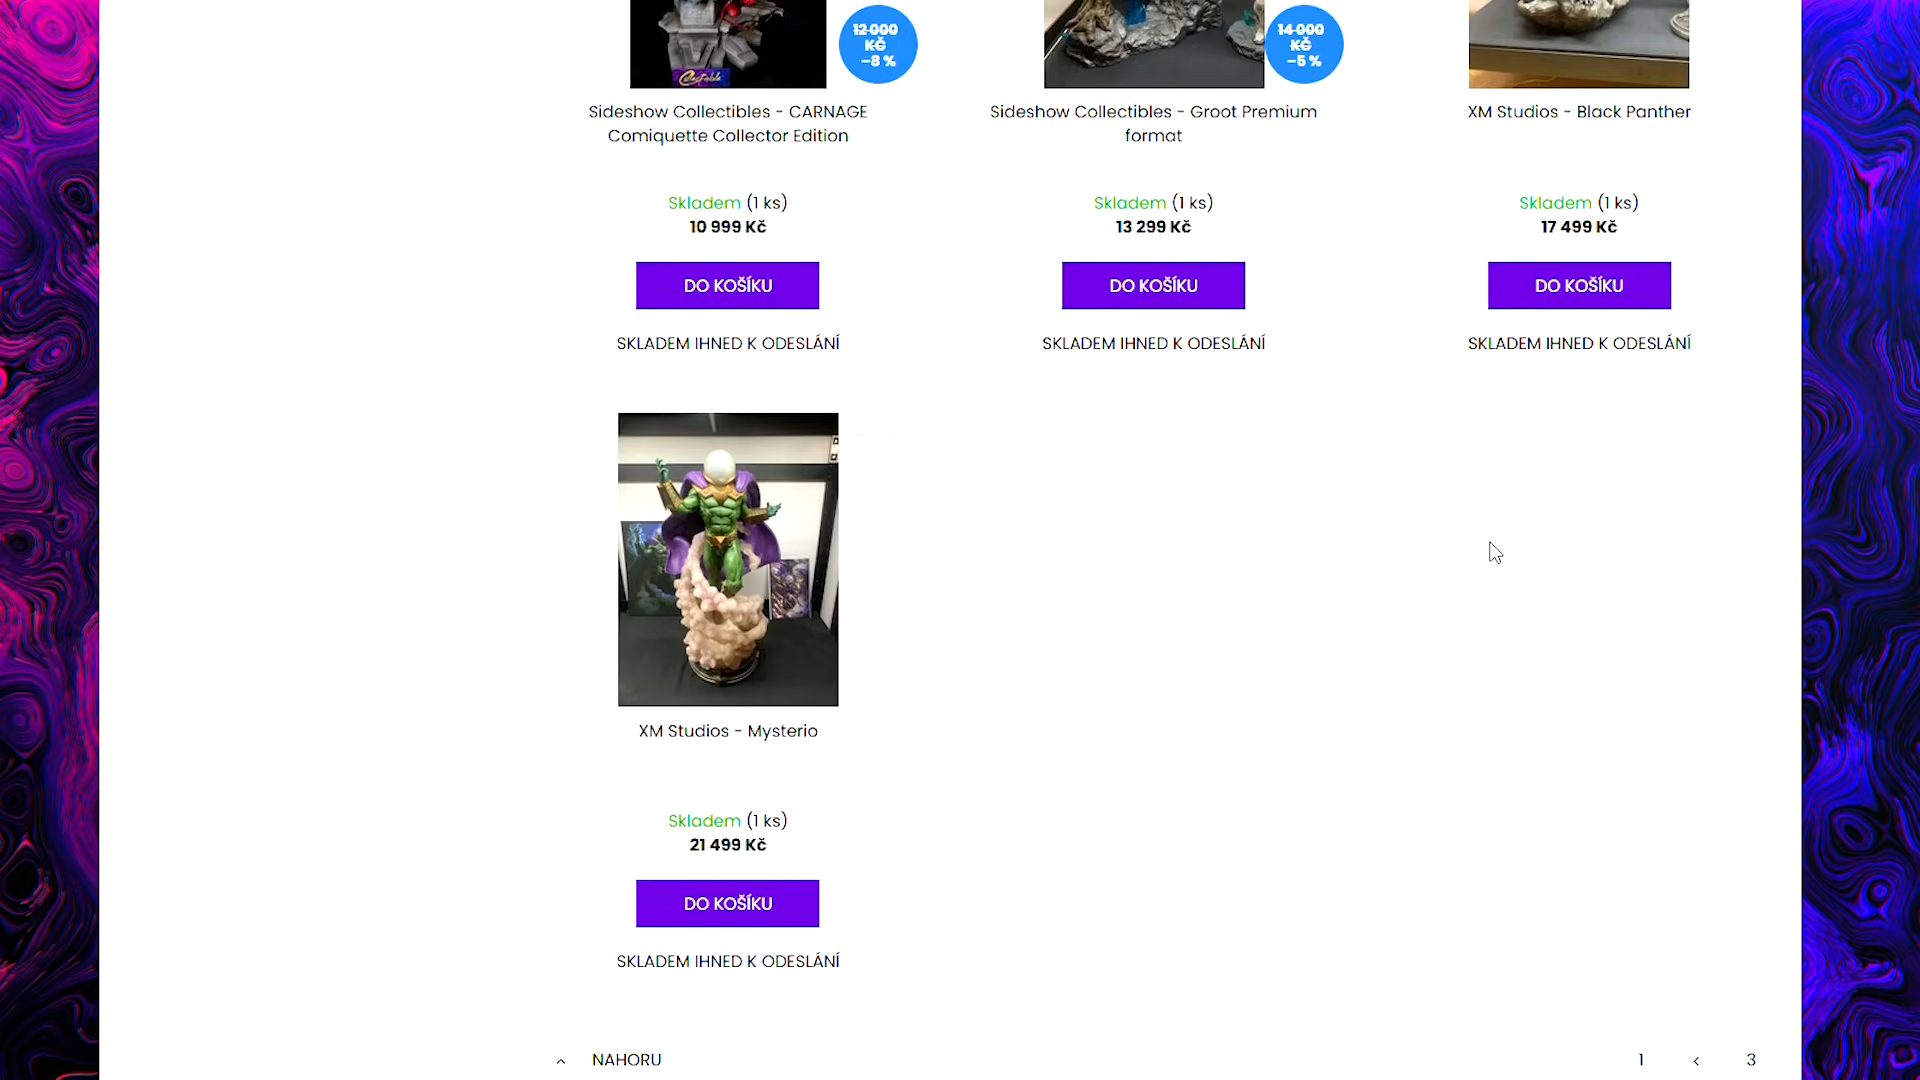 12 000
KČ
–8 %
14 000
KČ
–5 %
Collectible
Sideshow Collectibles - CARNAGE
Comiquette Collector Edition
Sideshow Collectibles - Groot Premium
format
XM Studios - Black Panther
Skladem (1 ks)
10 999 Kč
Skladem (1 ks)
13 299 Kč
Skladem (1 ks)
17 499 Kč
DO KOŠÍKU
DO KOŠÍKU
DO KOŠÍKU
SKLADEM IHNED K ODESLÁNÍ
SKLADEM IHNED K ODESLÁNÍ
SKLADEM IHNED K ODESLÁNÍ
XM Studios - Mysterio
Skladem (1 ks)
21 499 Kč
DO KOŠÍKU
SKLADEM IHNED K ODESLÁNÍ
NAHORU
1 < 3